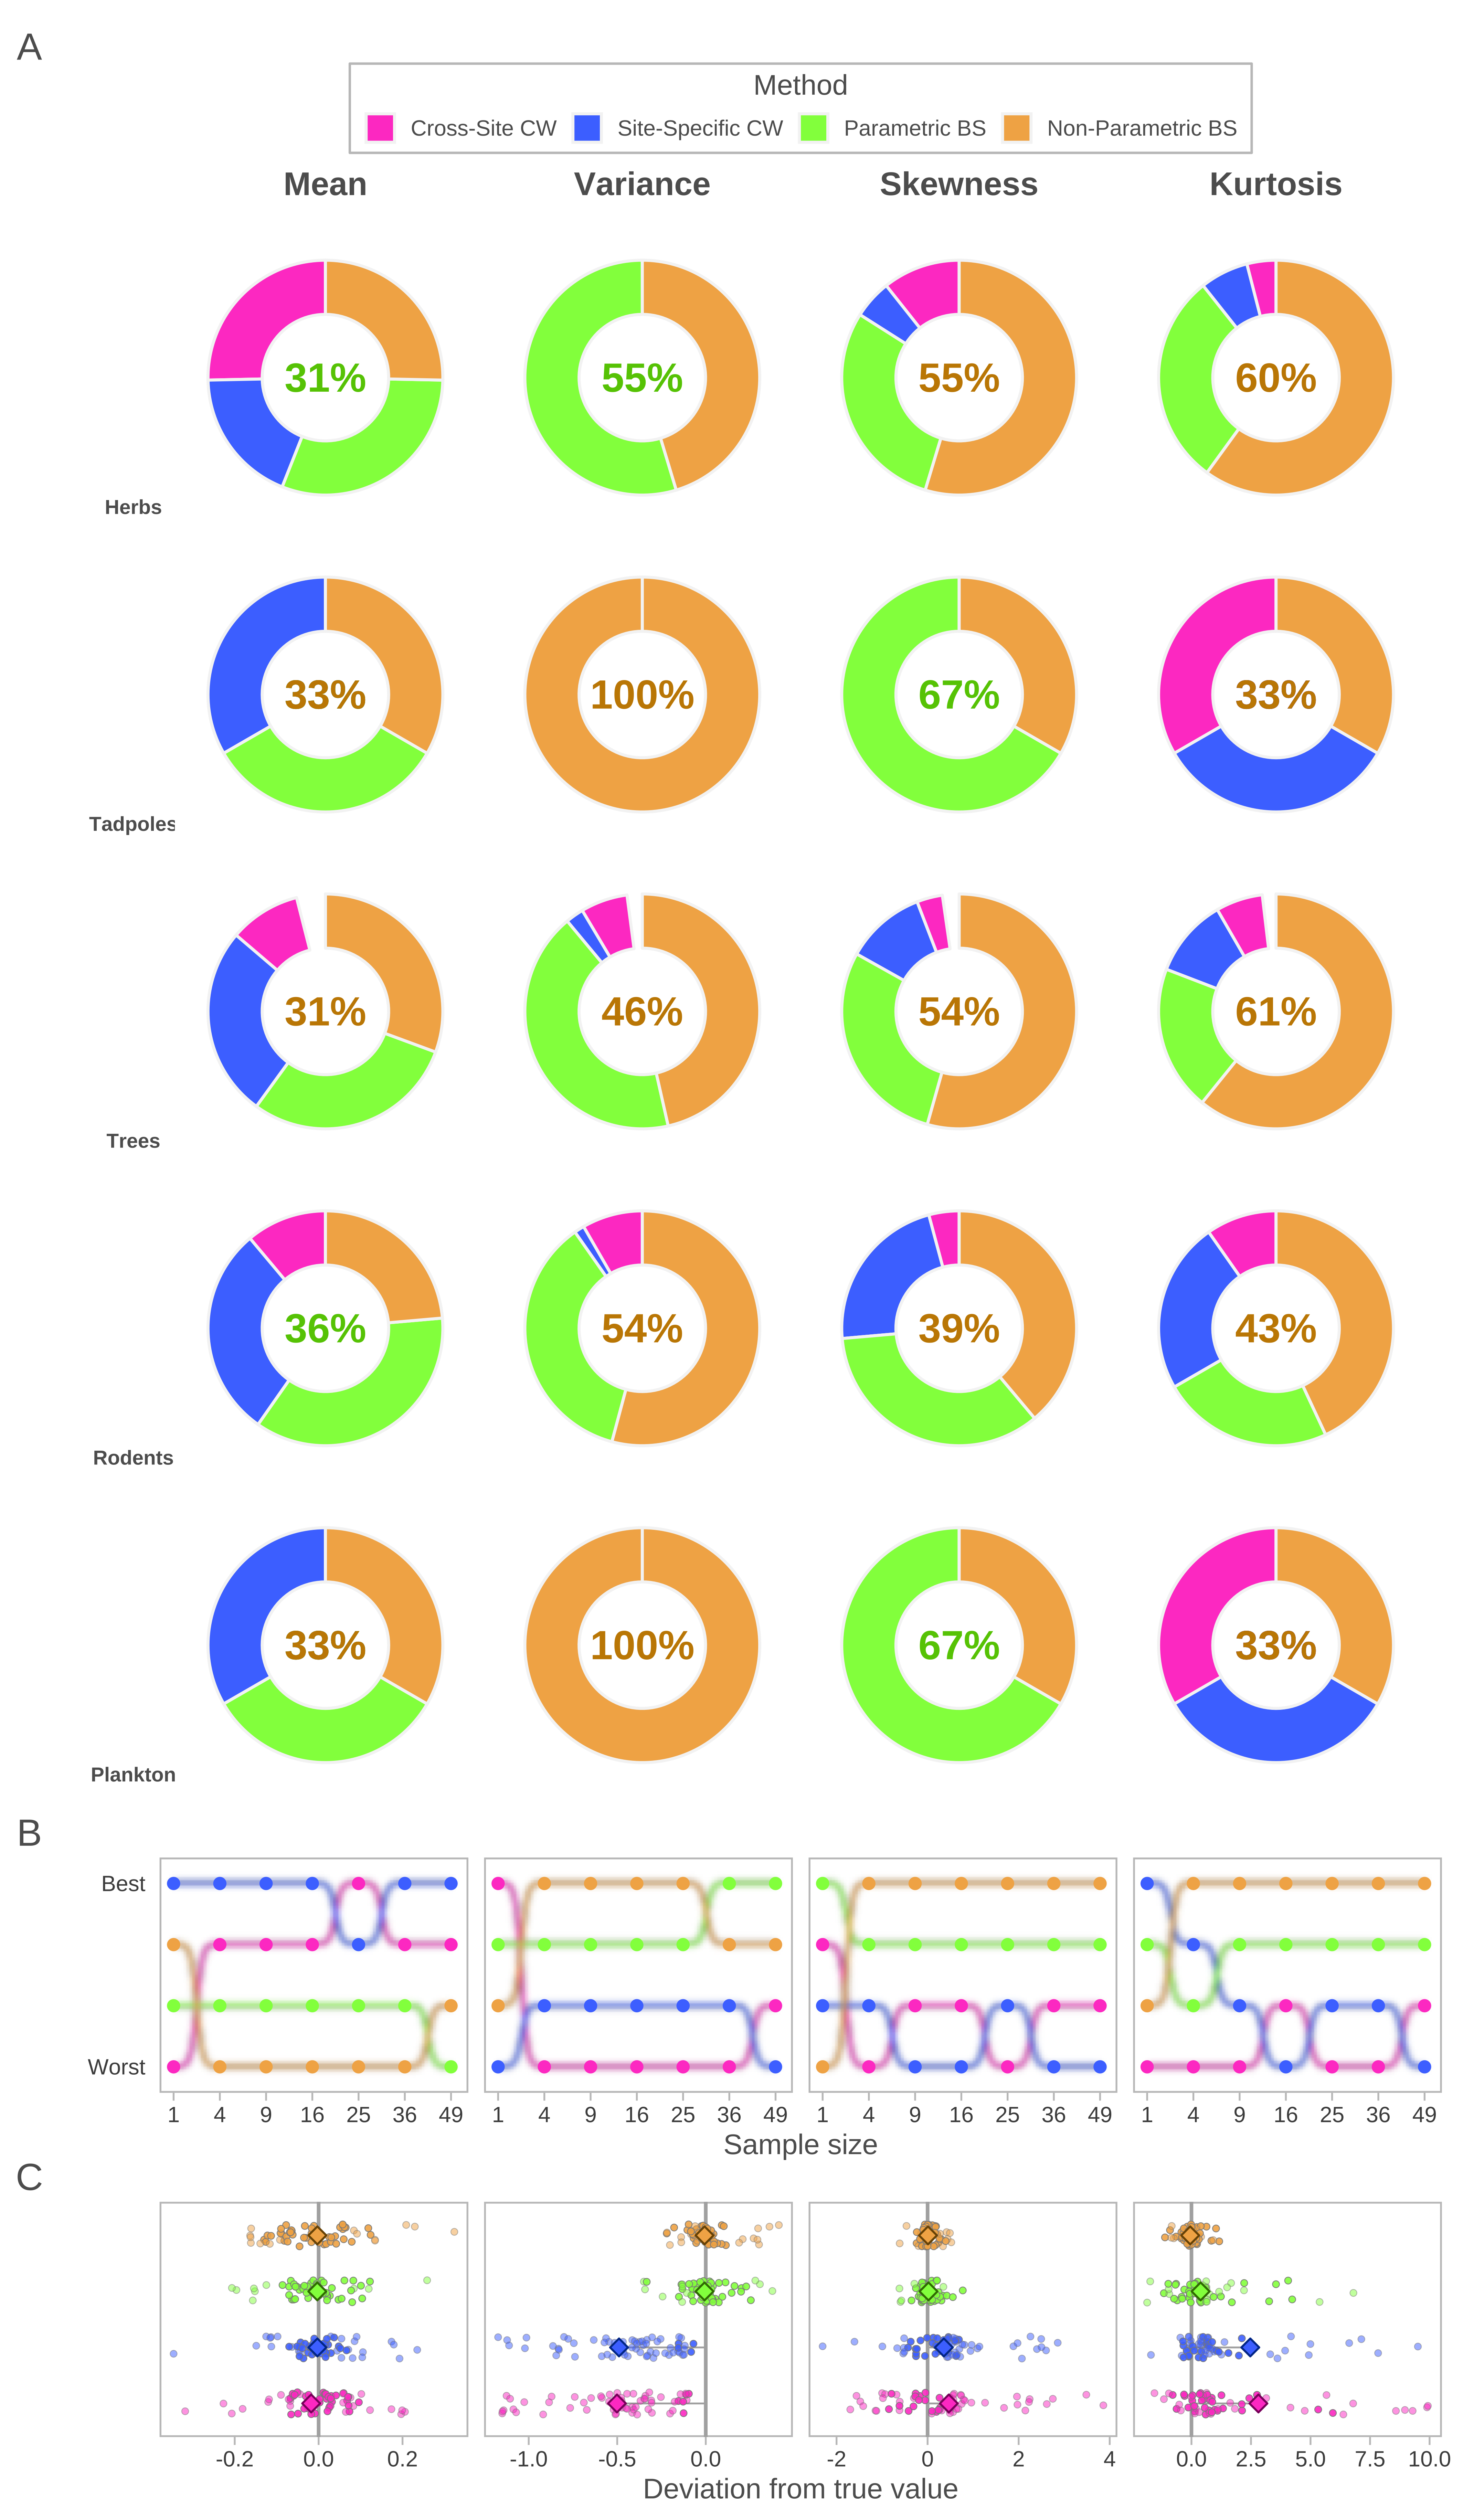 A
Method
Cross-Site CW Site-Specific CW Parametric BS Non-Parametric BS
Mean Variance Skewness Kurtosis
31% 55% 55% 60%
Herbs
33% 100% 67% 33%
Tadpoles
31% 46% 54% 61%
Trees
36% 54% 39% 43%
Rodents
33% 100% 67% 33%
Plankton
B
Best
Worst
1 4 9 16 25 36 49 1 4 9 16 25 36 49 1 4 9 16 25 36 49 1 4 9 16 25 36 49
Sample size
C
-0.2 0.0 0.2 -1.0 -0.5 0.0 -2 0 2 4 0.0 2.5 5.0 7.5 10.0
Deviation from true value